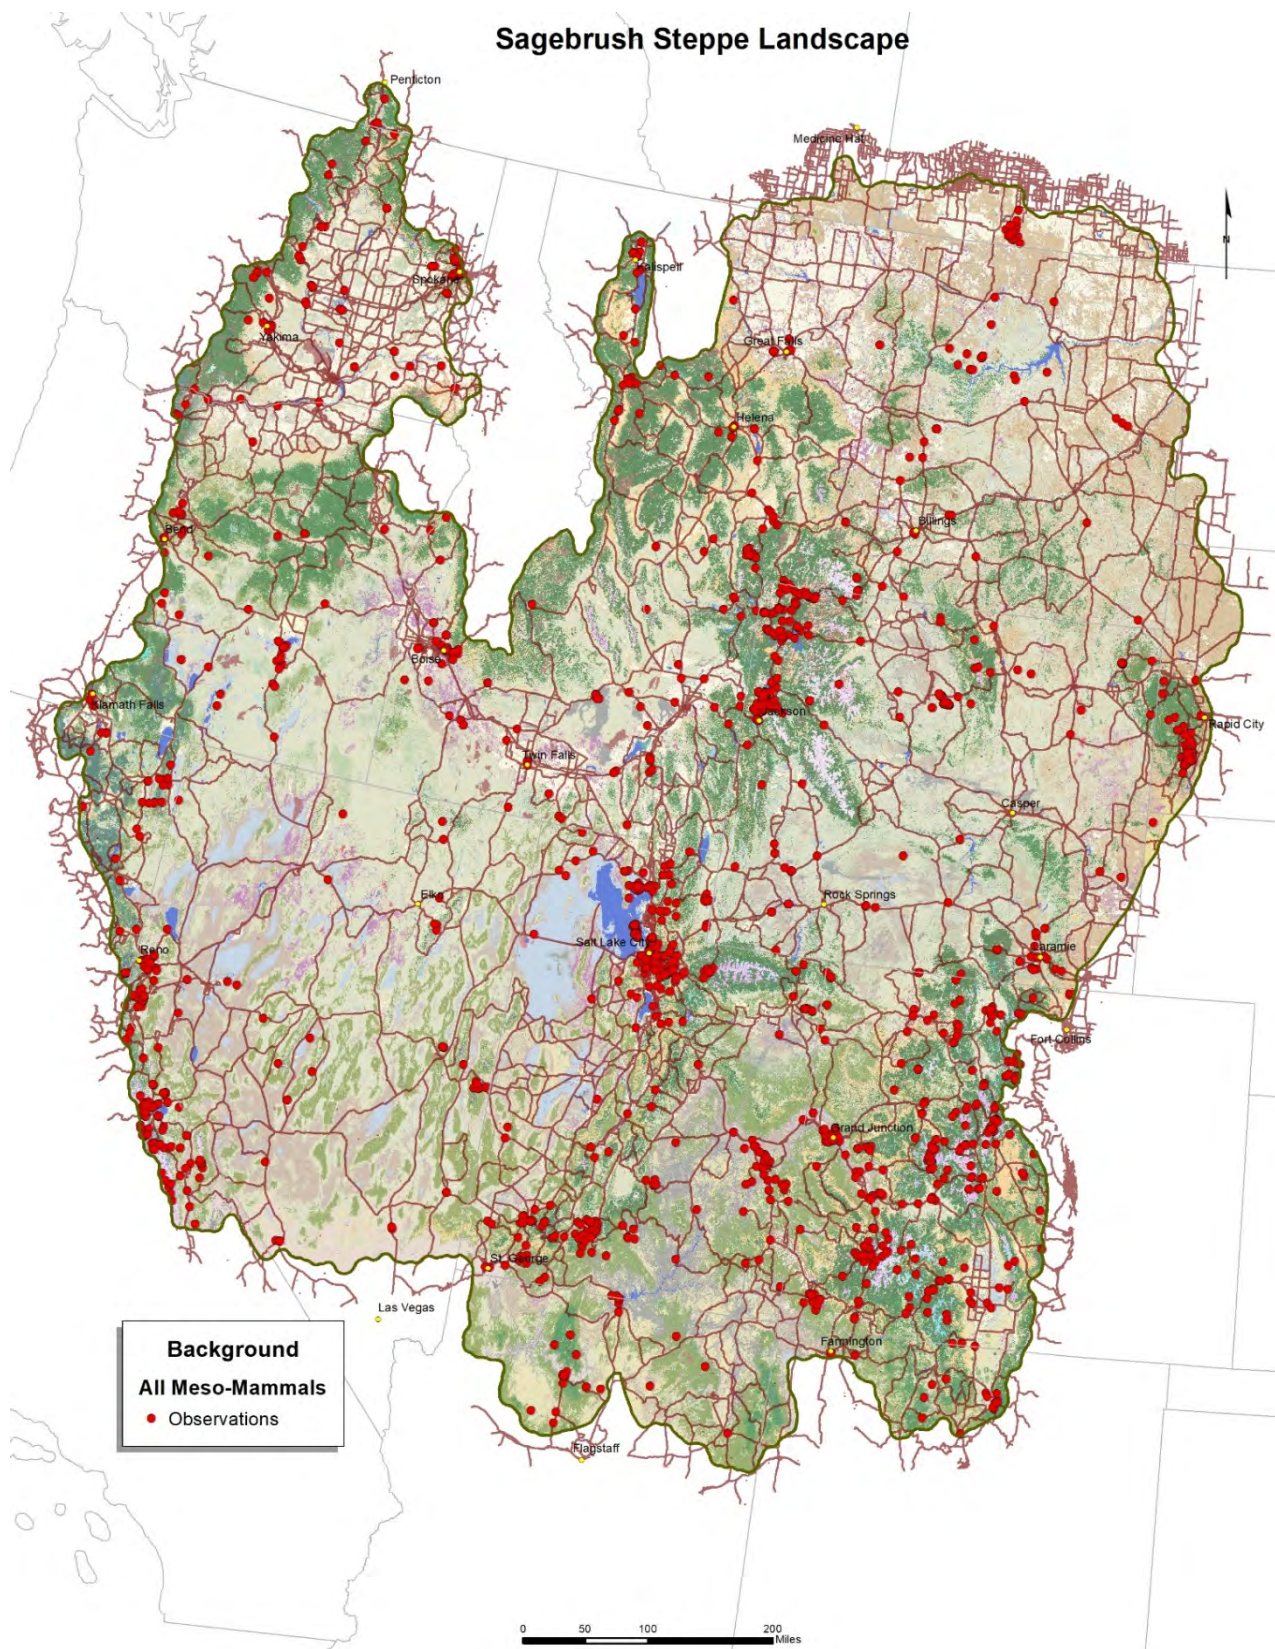 Sagebrush Steppe Landscape
Penticton
Medicine Hat
N
Kalispell
Spokane
Yakima
Great Falls
Helena
Billings
Bend
Boise
Klamath Falls
Jackson
Rapid City
Twin Falls
Casper
Elko
Rock Springs
Salt Lake City
Reno
Laramie
Fort Collins
Grand Junction
St. George
Las Vegas
Farmington
Flagstaff
Background
All Meso-Mammals
Observations
0 50 100 200
Miles